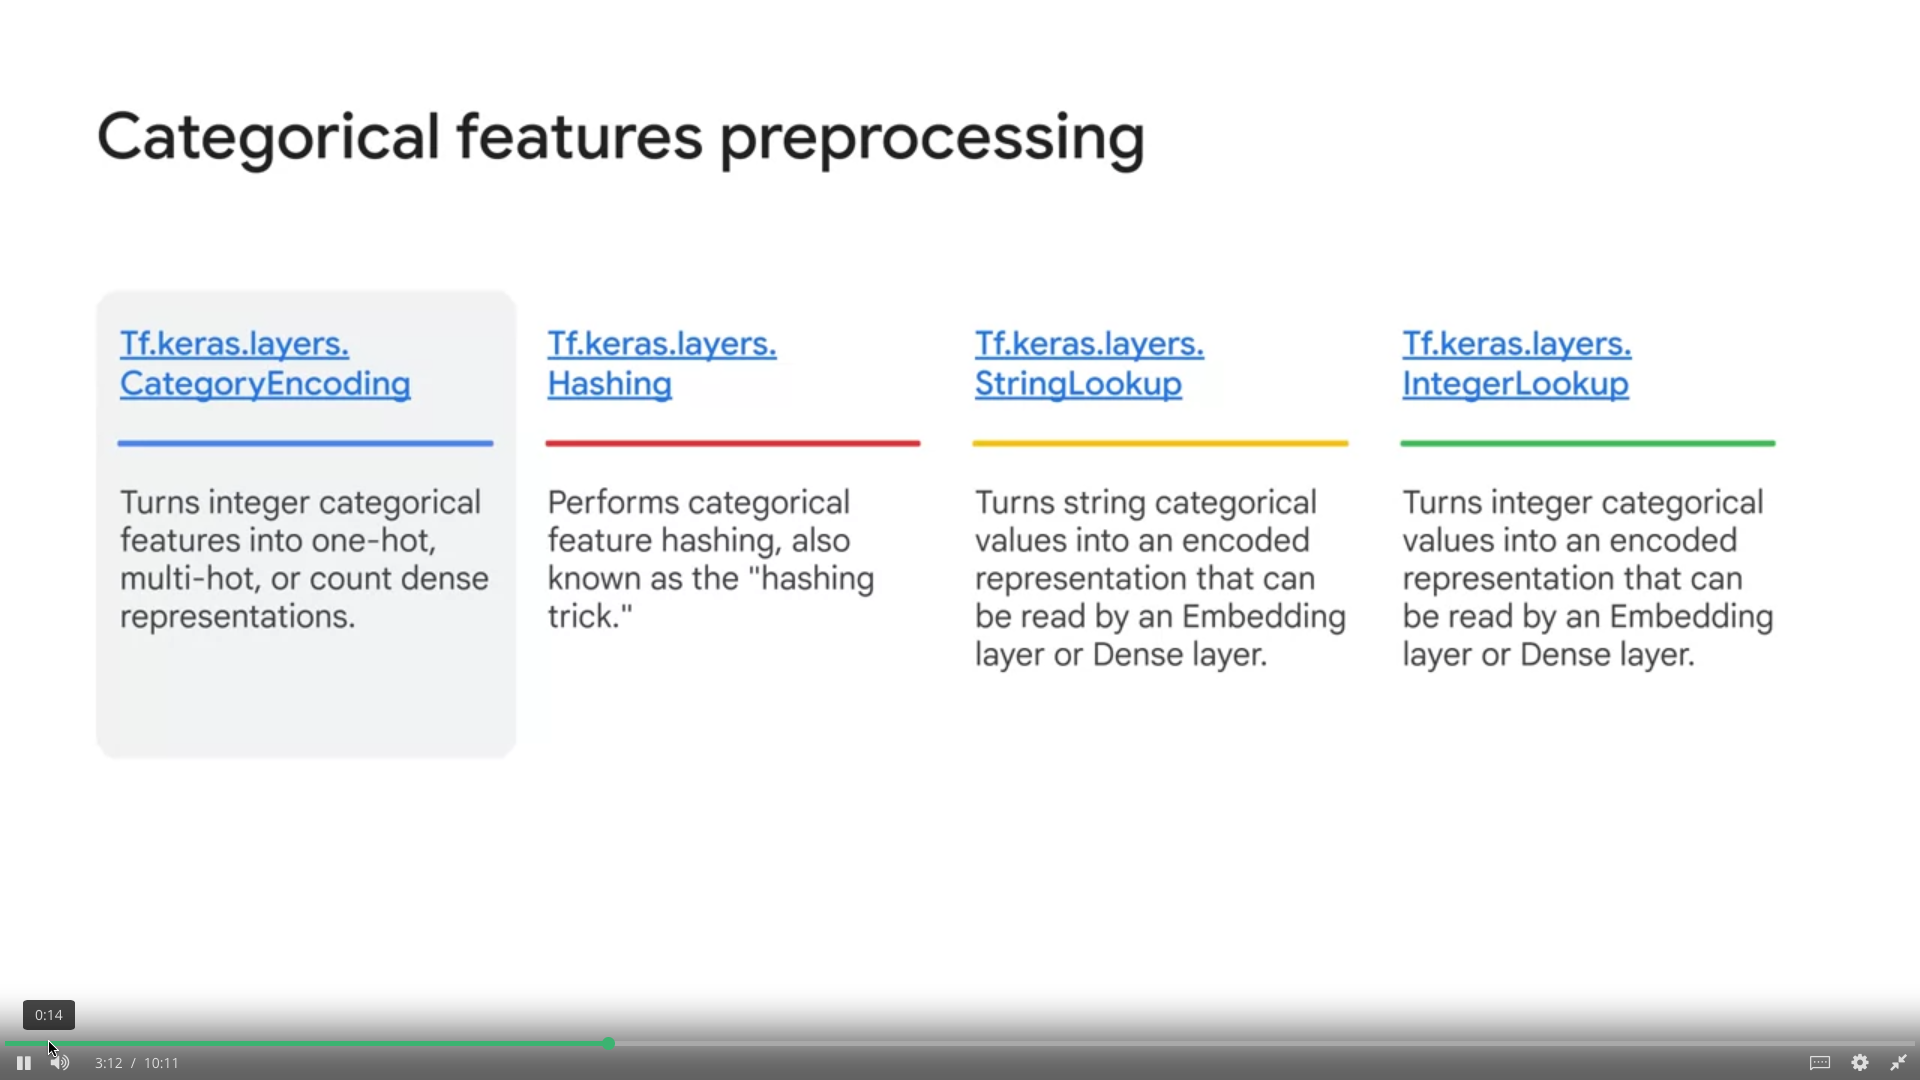 Categorical features preprocessing
Tf.keras.layers.
CategoryEncoding
Turns integer categorical
features into one-hot,
multi-hot, or count dense
representations.
Tf.keras.layers.
Hashing
Performs categorical
feature hashing, also
known as the "hashing
trick."
Tf.keras.layers.
StringLookup
Turns string categorical
values into an encoded
representation that can
be read by an Embedding
layer or Dense layer.
Tf.keras.layers.
IntegerLookup
Turns integer categorical
values into an encoded
representation that can
be read by an Embedding
layer or Dense layer.
0:14
3:12 / 10:11